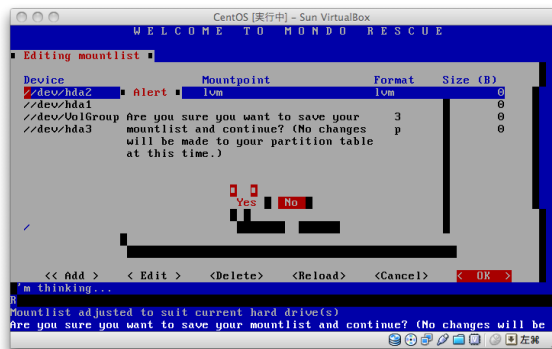 CentOS [実行中] - Sun VirtualBox
WELCOME TO MONDO RESCUE
Editing mountlist
Device Mountpoint Format Size (B)
//dev/hda2 lvm lvm 0
Alert
//dev/hda1 0
//dev/VolGroup 3 0
//dev/hda3 p 0
Are you sure you want to save your
mountlist and continue? (No changes
will be made to your partition table
at this time.)
Yes No
/
<< Add > < Edit > <Delete> <Reload> <Cancel> < OK >
'm thinking...
R
Mountlist adjusted to suit current hard drive(s)
Are you sure you want to save your mountlist and continue? (No changes will be
左⌘